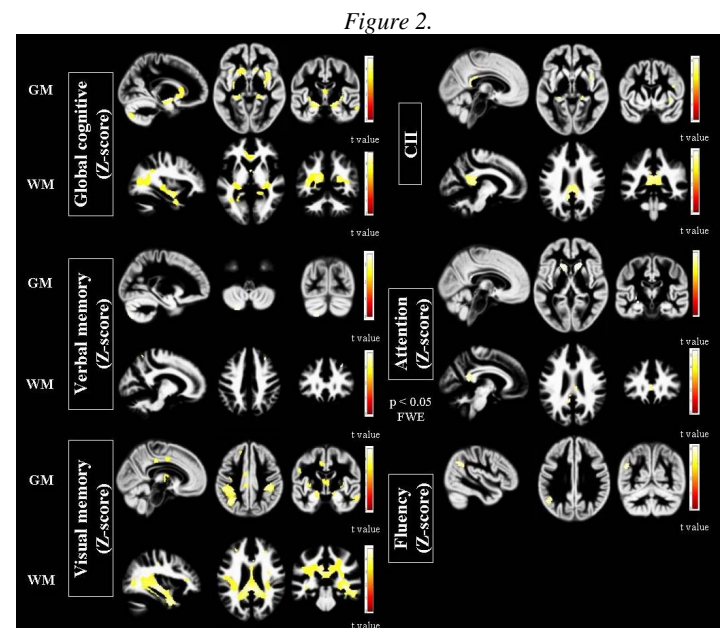 Figure 2.
GM
Global cognitive
(Z-score)
t value
WM
t value
GM
Verbal memory
(Z-score)
t value
WM
t value
GM
Visual memory
(Z-score)
t value
WM
t value
CII
t value
t value
Attention
(Z-score)
t value
p < 0.05
FWE
t value
Fluency
(Z-score)
t value